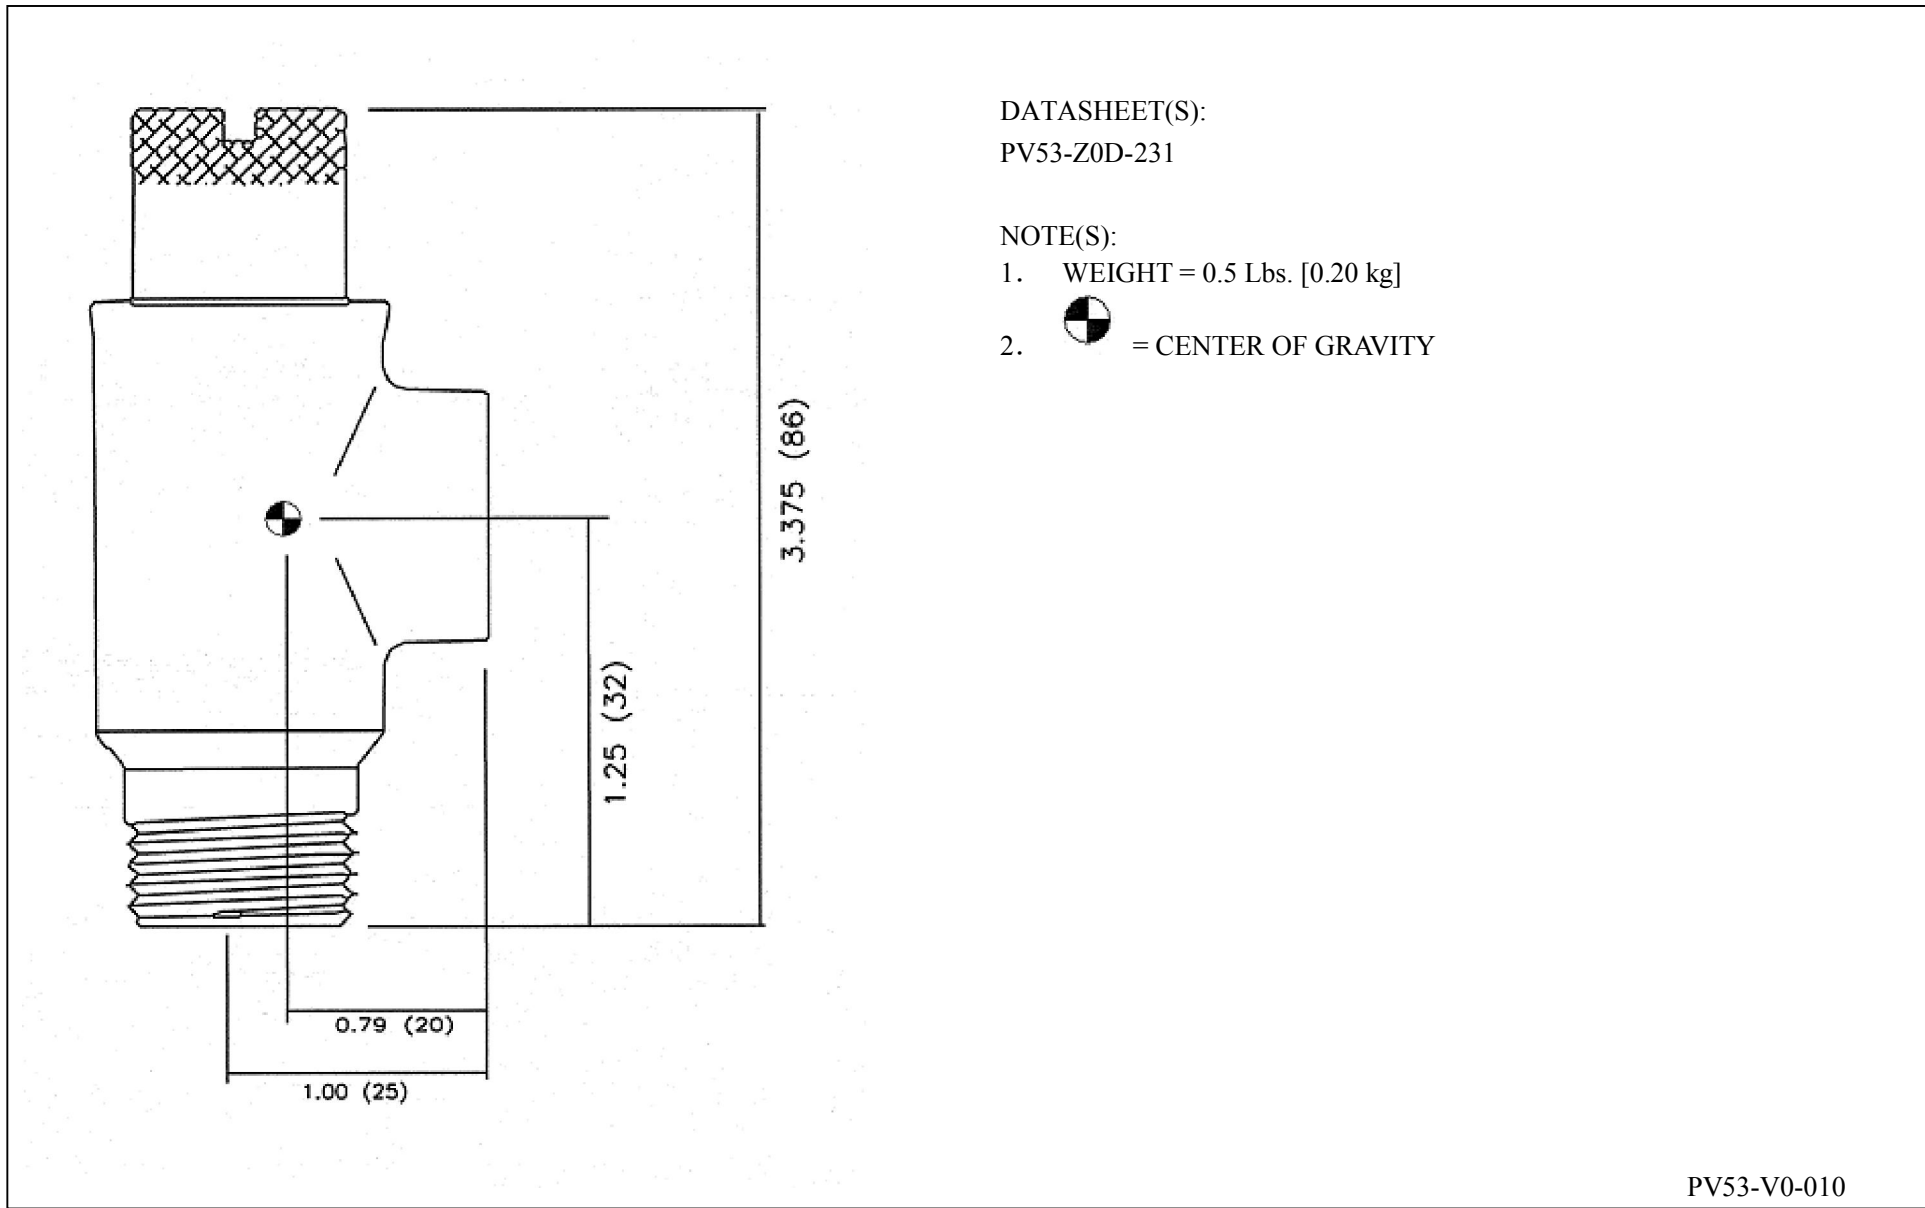 DATASHEET(S):
PV53-Z0D-231
NOTE(S):
1. WEIGHT = 0.5 Lbs. [0.20 kg]
2. = CENTER OF GRAVITY
3.375 (86)
1.25 (32)
0.79 (20)
1.00 (25)
PV53-V0-010